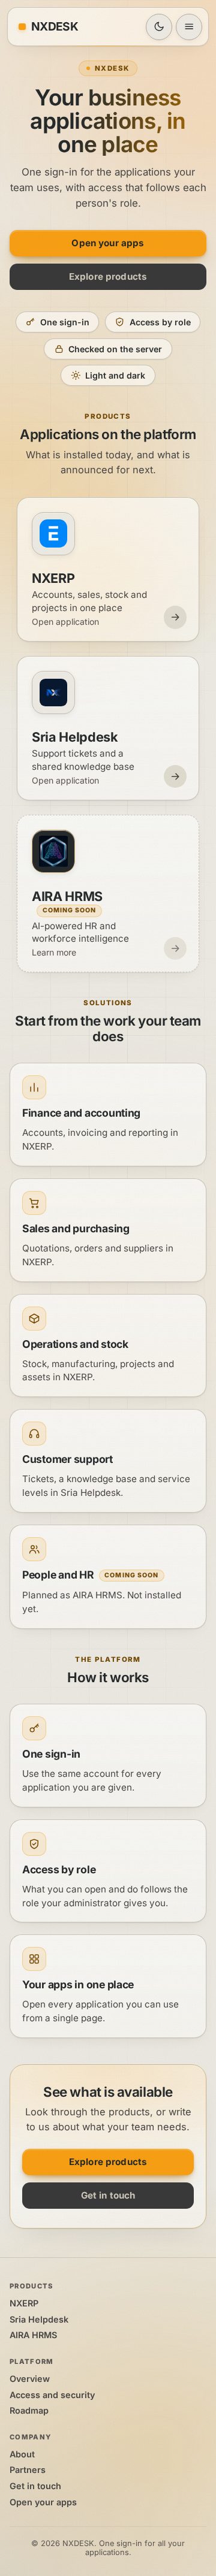 NXDESK
NXDESK
Your business
applications, in
one place
One sign-in for the applications your
team uses, with access that follows each
person's role.
Open your apps
Explore products
One sign-in
Access by role
Checked on the server
Light and dark
PRODUCTS
Applications on the platform
What is installed today, and what is
announced for next.
NXERP
Accounts, sales, stock and
projects in one place
Open application
Sria Helpdesk
Support tickets and a
shared knowledge base
Open application
AIRA HRMS
COMING SOON
AI-powered HR and
workforce intelligence
Learn more
SOLUTIONS
Start from the work your team
does
Finance and accounting
Accounts, invoicing and reporting in
NXERP.
Sales and purchasing
Quotations, orders and suppliers in
NXERP.
Operations and stock
Stock, manufacturing, projects and
assets in NXERP.
Customer support
Tickets, a knowledge base and service
levels in Sria Helpdesk.
People and HR COMING SOON
Planned as AIRA HRMS. Not installed
yet.
THE PLATFORM
How it works
One sign-in
Use the same account for every
application you are given.
Access by role
What you can open and do follows the
role your administrator gives you.
Your apps in one place
Open every application you can use
from a single page.
See what is available
Look through the products, or write
to us about what your team needs.
Explore products
Get in touch
PRODUCTS
NXERP
Sria Helpdesk
AIRA HRMS
PLATFORM
Overview
Access and security
Roadmap
COMPANY
About
Partners
Get in touch
Open your apps
© 2026 NXDESK. One sign-in for all your
applications.